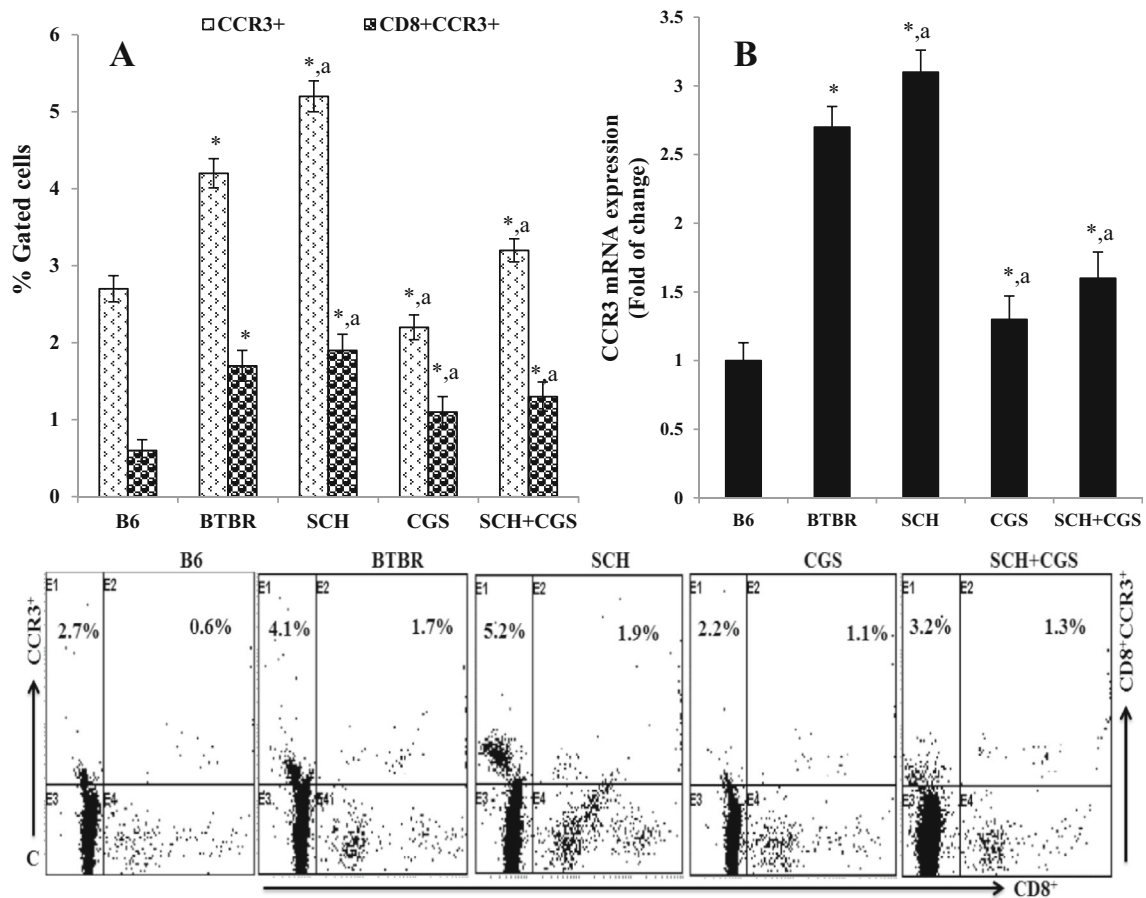 CCR3+ CD8+CCR3+
A
% Gated cells
6
5
4
3
2
1
0
*
*
*,a
*,a
*,a
*,a
*,a
*,a
B6 BTBR SCH CGS SCH+CGS
B
CCR3 mRNA expression
(Fold of change)
3.5
3
2.5
2
1.5
1
0.5
0
*
*,a
*,a
*,a
B6 BTBR SCH CGS SCH+CGS
B6 BTBR SCH CGS SCH+CGS
C
CCR3⁺
E1 E2
2.7% 0.6%
E3 E4
E1 E2
4.1% 1.7%
E3 E4
E1 E2
5.2% 1.9%
E3 E4
E1 E2
2.2% 1.1%
E3 E4
E1 E2
3.2% 1.3%
E3 E4
CD8⁺CCR3⁺
CD8⁺